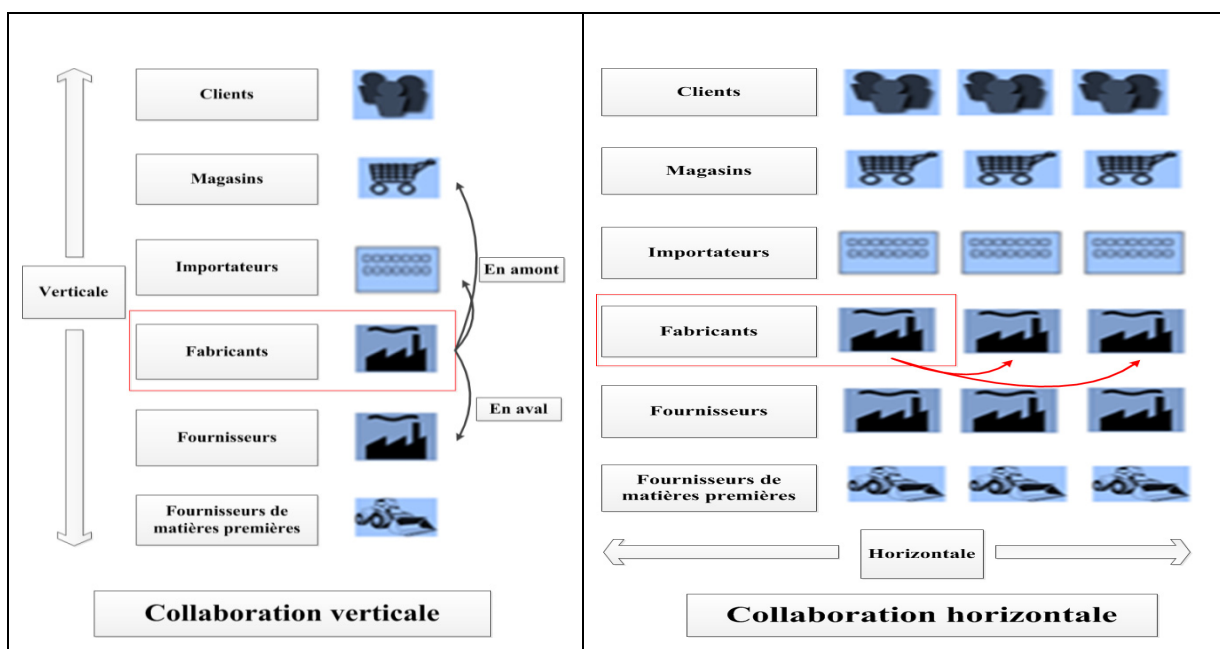 Clients
Magasins
Importateurs
En amont
Verticale
Fabricants
En aval
Fournisseurs
Fournisseurs de
matières premières
Collaboration verticale
Clients
Magasins
Importateurs
Fabricants
Fournisseurs
Fournisseurs de
matières premières
Horizontale
Collaboration horizontale